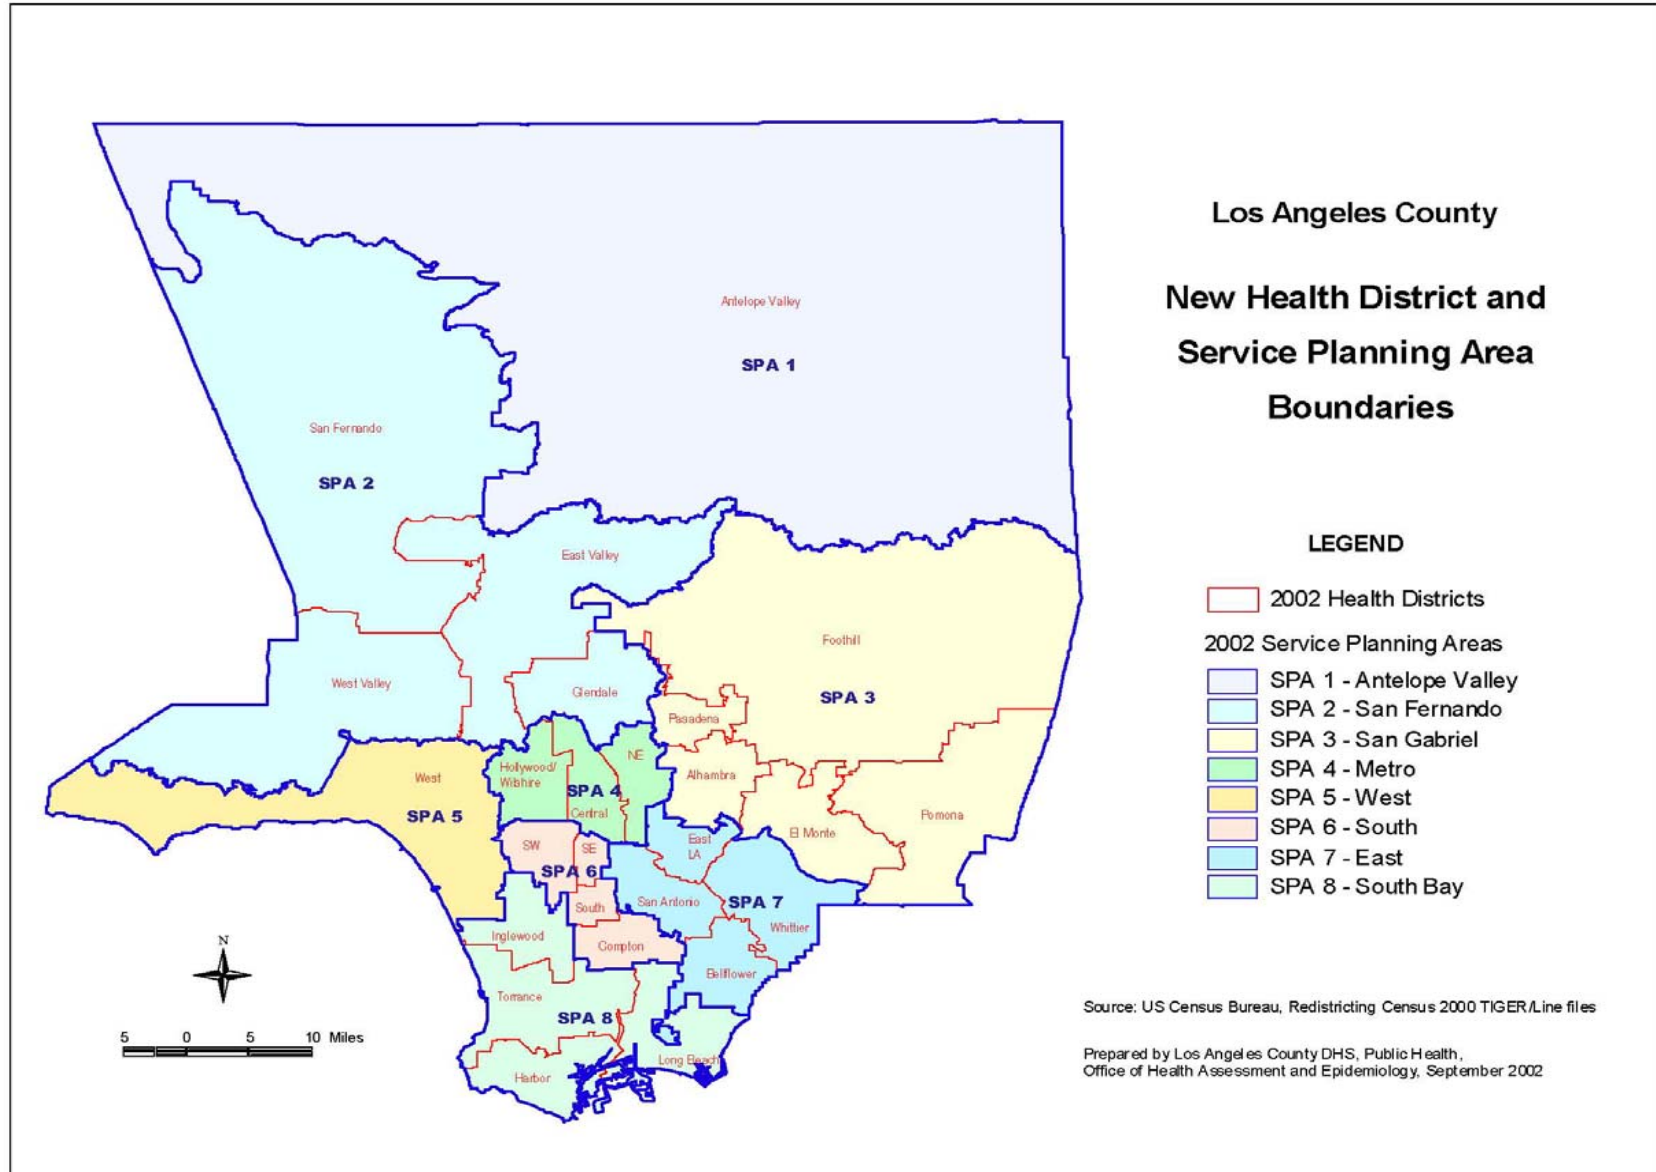 Los Angeles County
New Health District and
Service Planning Area
Boundaries
Antelope Valley
SPA 1
San Fernando
SPA 2
East Valley
Foothill
SPA 3
West Valley
Glendale
Pasadena
NE
Hollywood/
Wilshire
SPA 4
Central
Alhambra
West
SPA 5
Pomona
El Monte
East
LA
SW
SE
SPA 6
South
San Antonio
SPA 7
Whittier
Inglewood
Compton
Bellflower
Torrance
SPA 8
Long Beach
Harbor
N
5 0 5 10 Miles
LEGEND
2002 Health Districts
2002 Service Planning Areas
SPA 1 - Antelope Valley
SPA 2 - San Fernando
SPA 3 - San Gabriel
SPA 4 - Metro
SPA 5 - West
SPA 6 - South
SPA 7 - East
SPA 8 - South Bay
Source: US Census Bureau, Redistricting Census 2000 TIGER/Line files
Prepared by Los Angeles County DHS, Public Health,
Office of Health Assessment and Epidemiology, September 2002